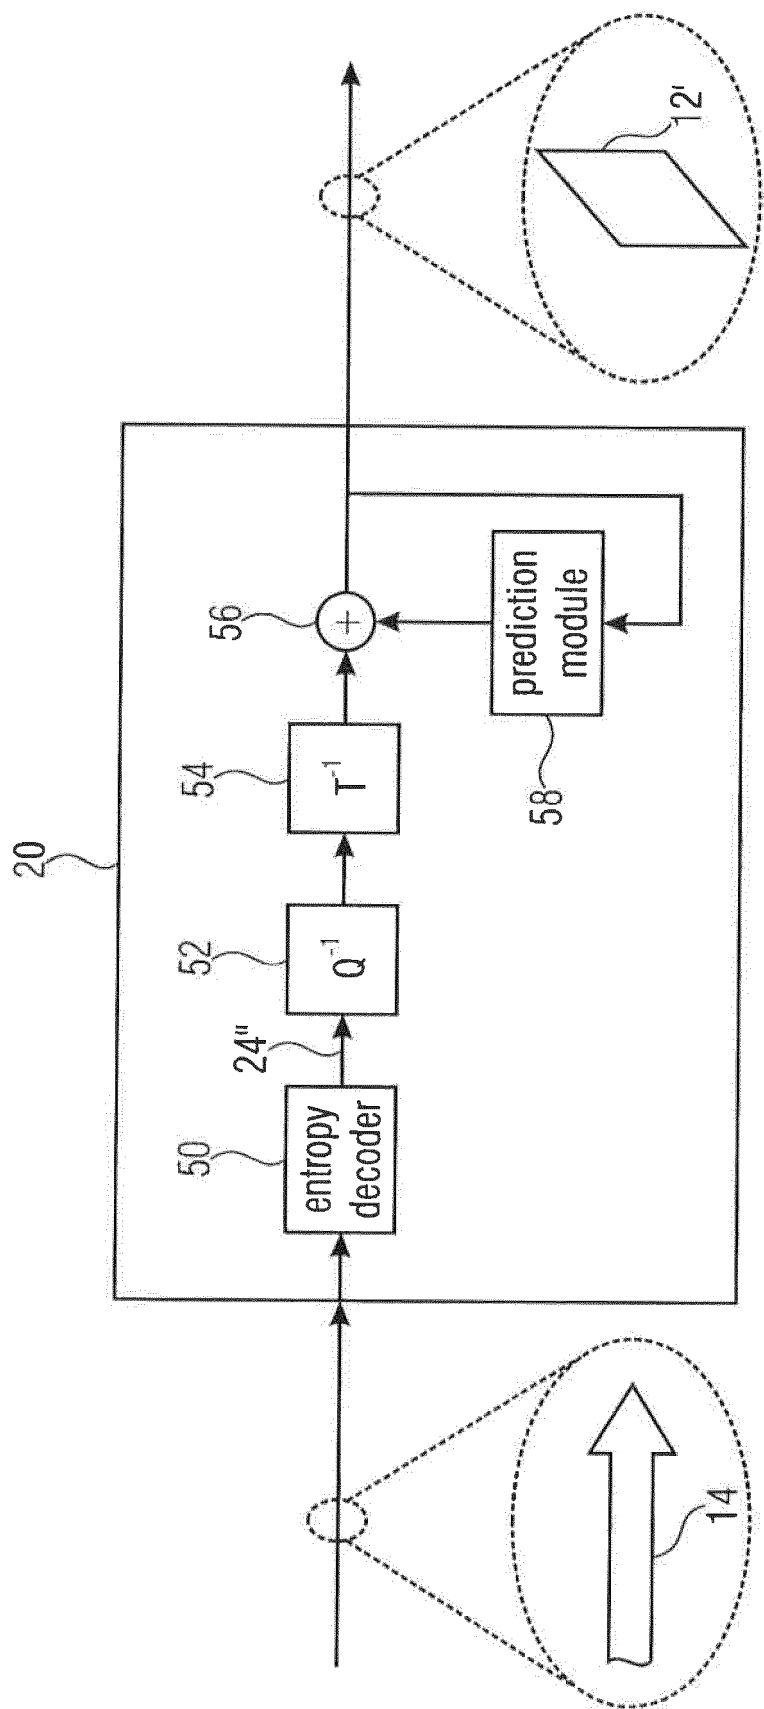 20
50
entropy
decoder
24"
52
Q⁻¹
54
T⁻¹
56
+
58
prediction
module
14
12'